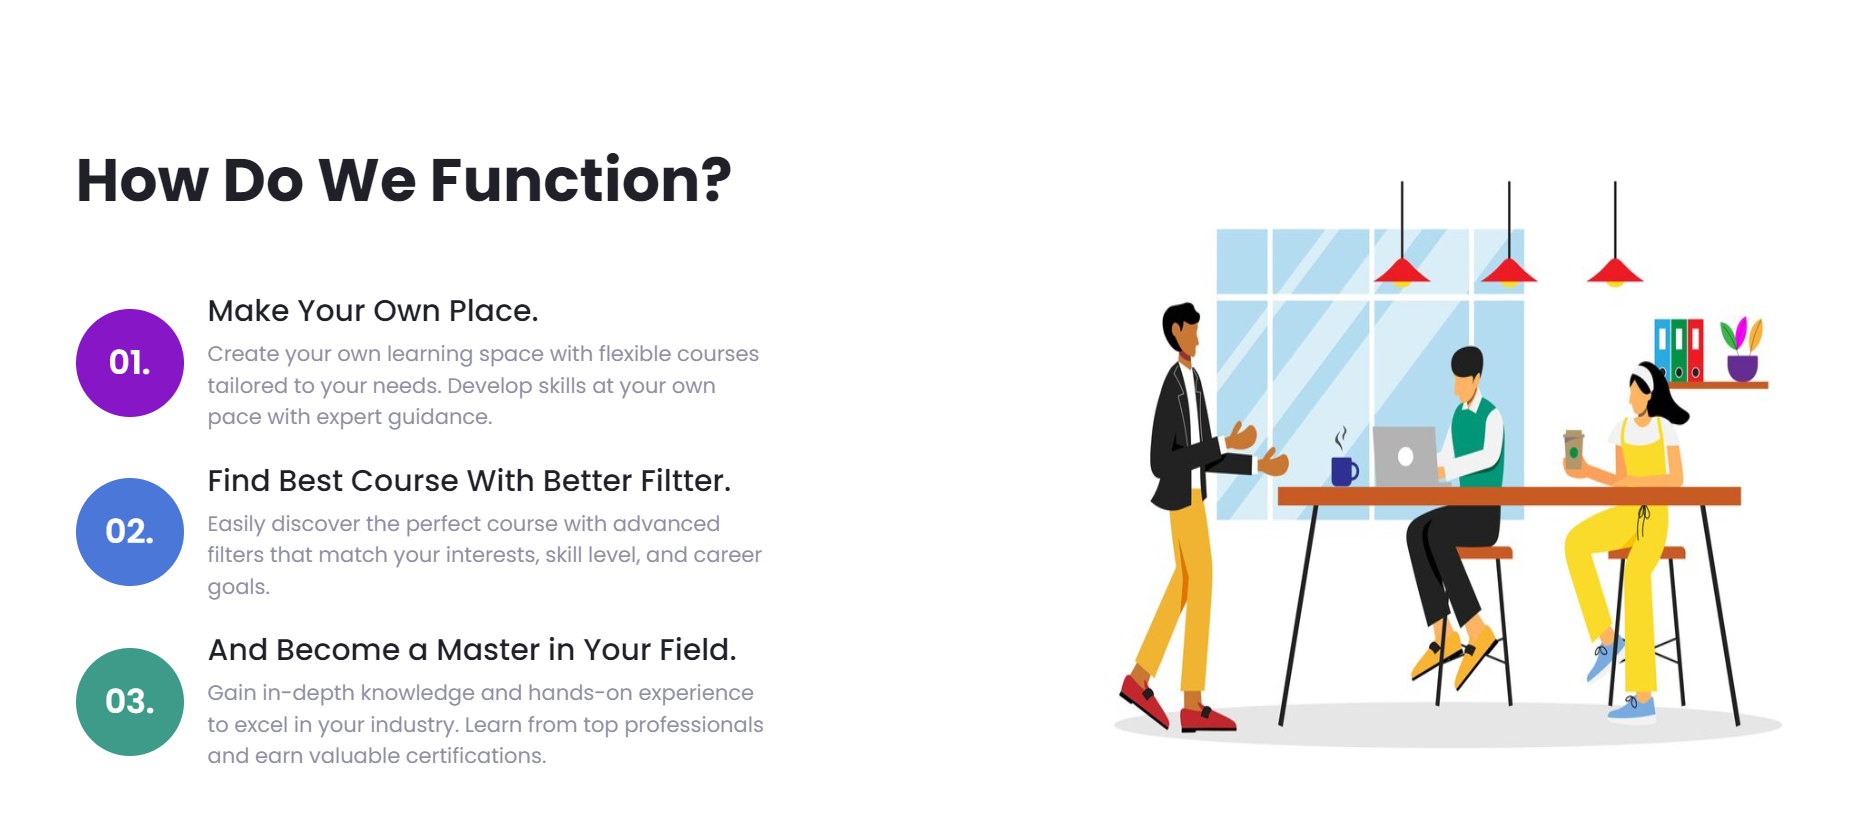 How Do We Function?
01.
Make Your Own Place.
Create your own learning space with flexible courses
tailored to your needs. Develop skills at your own
pace with expert guidance.
02.
Find Best Course With Better Filtter.
Easily discover the perfect course with advanced
filters that match your interests, skill level, and career
goals.
03.
And Become a Master in Your Field.
Gain in-depth knowledge and hands-on experience
to excel in your industry. Learn from top professionals
and earn valuable certifications.